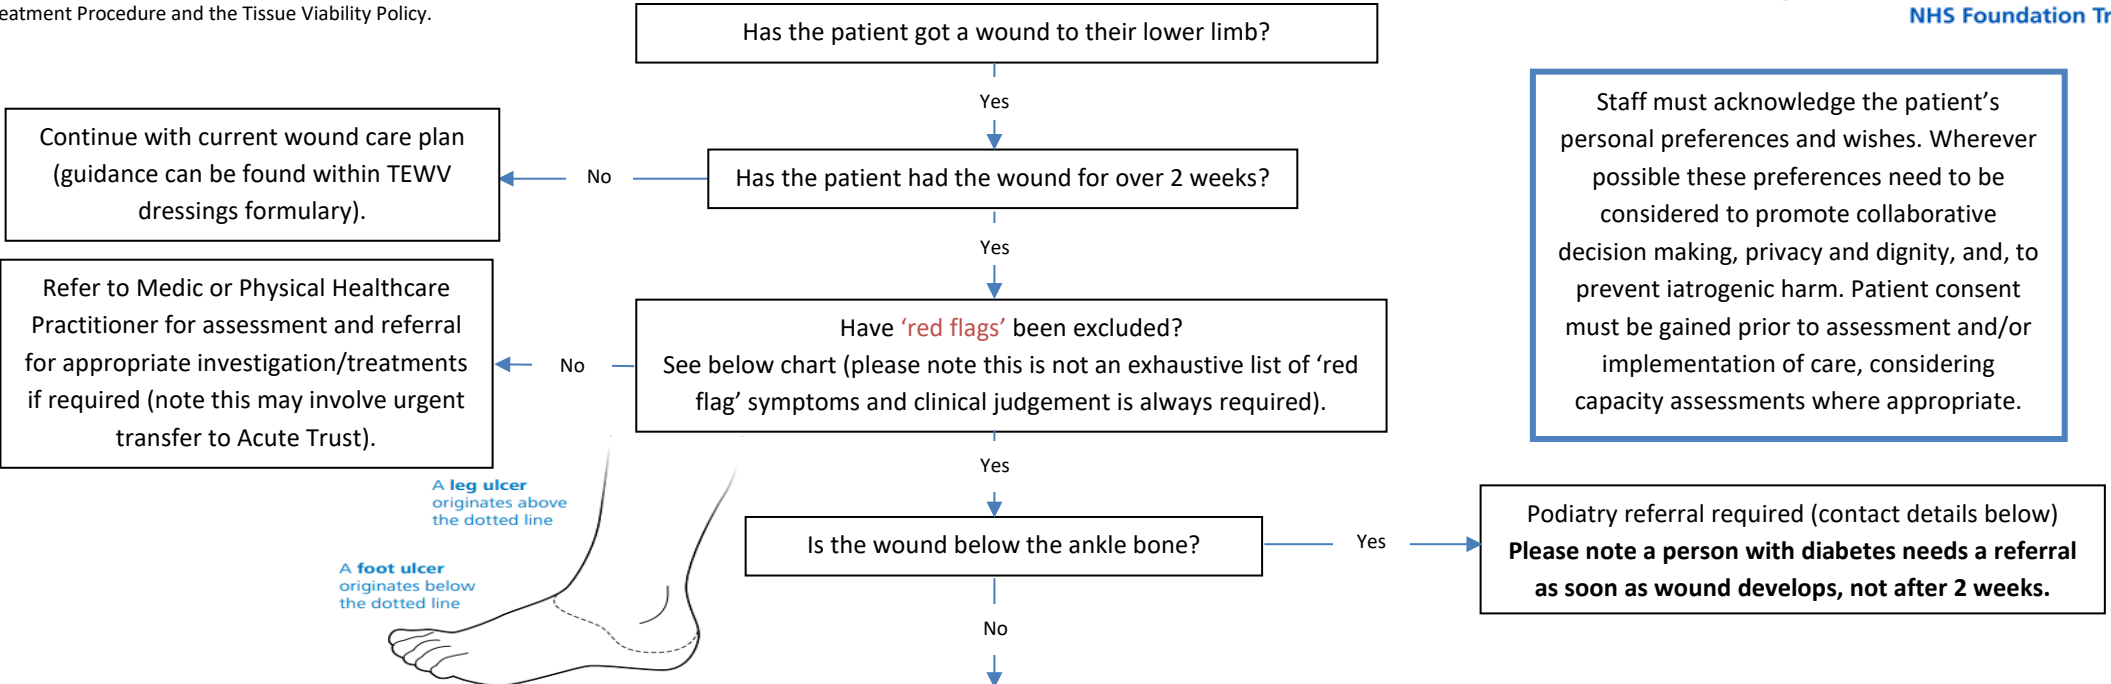 eatment Procedure and the Tissue Viability Policy.
NHS Foundation Tr
Has the patient got a wound to their lower limb?
Yes
Continue with current wound care plan
(guidance can be found within TEWV
dressings formulary).
No
Has the patient had the wound for over 2 weeks?
Staff must acknowledge the patient’s
personal preferences and wishes. Wherever
possible these preferences need to be
considered to promote collaborative
decision making, privacy and dignity, and, to
prevent iatrogenic harm. Patient consent
must be gained prior to assessment and/or
implementation of care, considering
capacity assessments where appropriate.
Yes
Refer to Medic or Physical Healthcare
Practitioner for assessment and referral
for appropriate investigation/treatments
if required (note this may involve urgent
transfer to Acute Trust).
No
Have ‘red flags’ been excluded?
See below chart (please note this is not an exhaustive list of ‘red
flag’ symptoms and clinical judgement is always required).
Yes
A leg ulcer
originates above
the dotted line
A foot ulcer
originates below
the dotted line
Is the wound below the ankle bone?
Yes
Podiatry referral required (contact details below)
Please note a person with diabetes needs a referral
as soon as wound develops, not after 2 weeks.
No